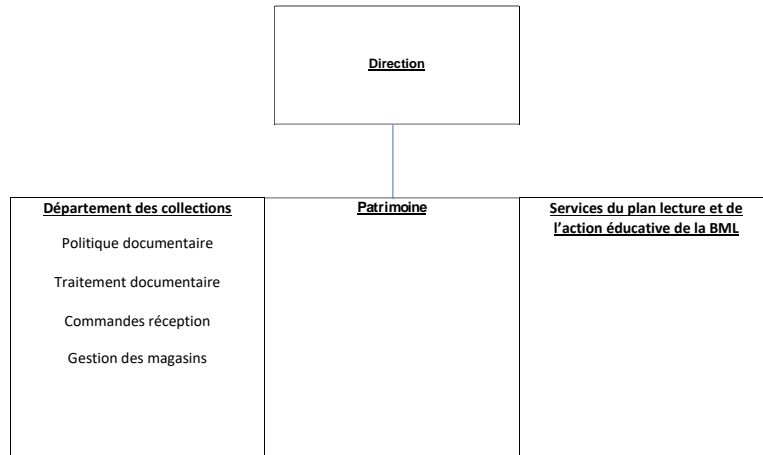 Direction
Département des collections
Politique documentaire
Traitement documentaire
Commandes réception
Gestion des magasins
Patrimoine
Services du plan lecture et de
l’action éducative de la BML